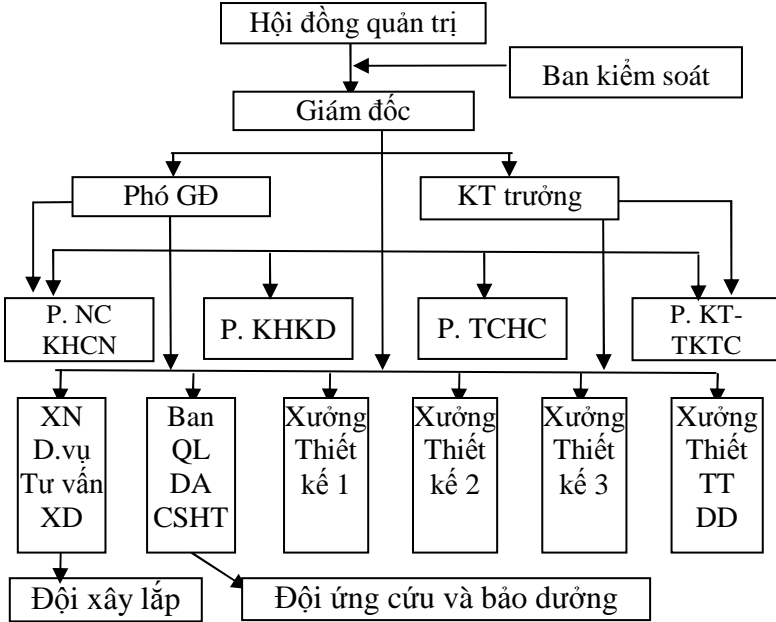 Hội đồng quản trị
Ban kiểm soát
Giám đốc
Phó GĐ
KT trưởng
P. NC
KHCN
P. KHKD
P. TCHC
P. KT-
TKTC
XN
D.vụ
Tư vấn
XD
Ban
QL
DA
CSHT
Xưởng
Thiết
kế 1
Xưởng
Thiết
kế 2
Xưởng
Thiết
kế 3
Xưởng
Thiết
TT
DD
Đội xây lắp
Đội ứng cứu và bảo dưởng